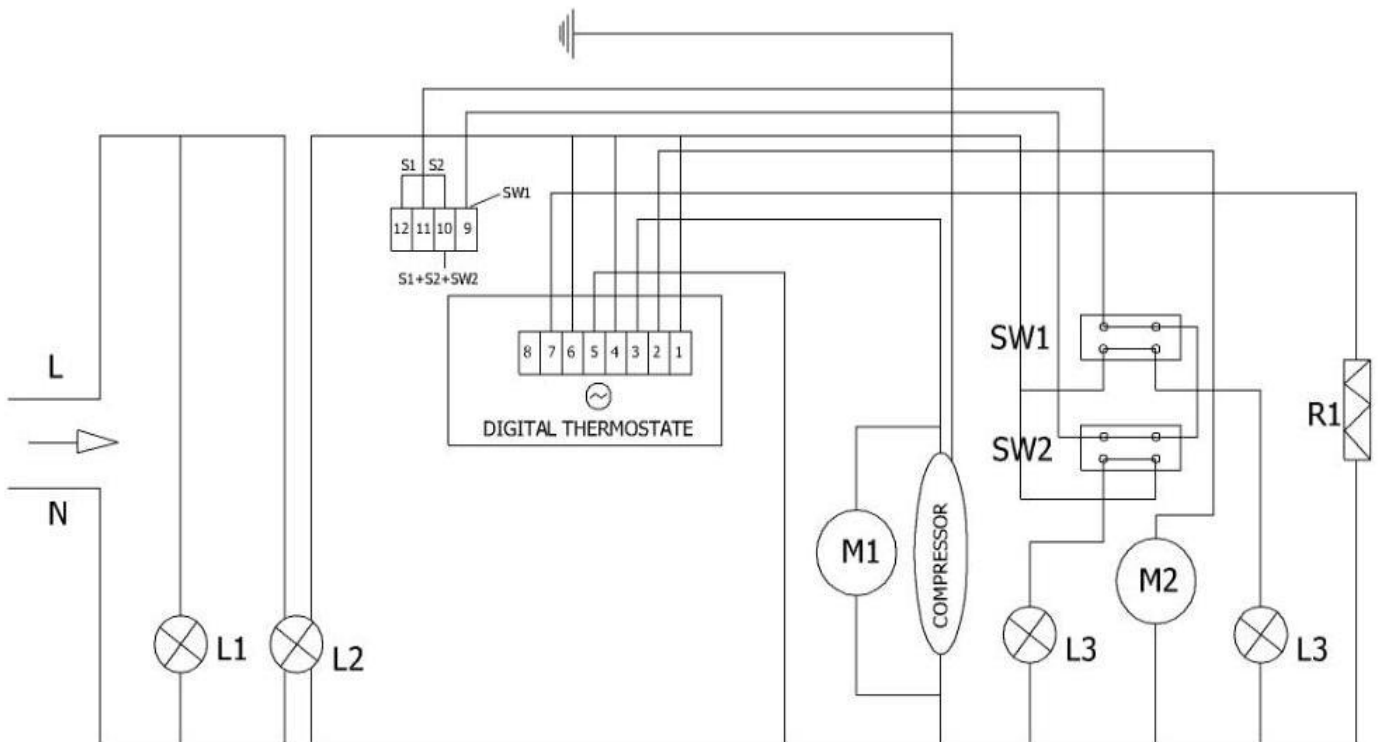 S1 S2
SW1
12 11 10 9
S1+S2+SW2
L
N
8 7 6 5 4 3 2 1
DIGITAL THERMOSTATE
SW1
SW2
R1
M1
COMPRESSOR
M2
L1
L2
L3
L3